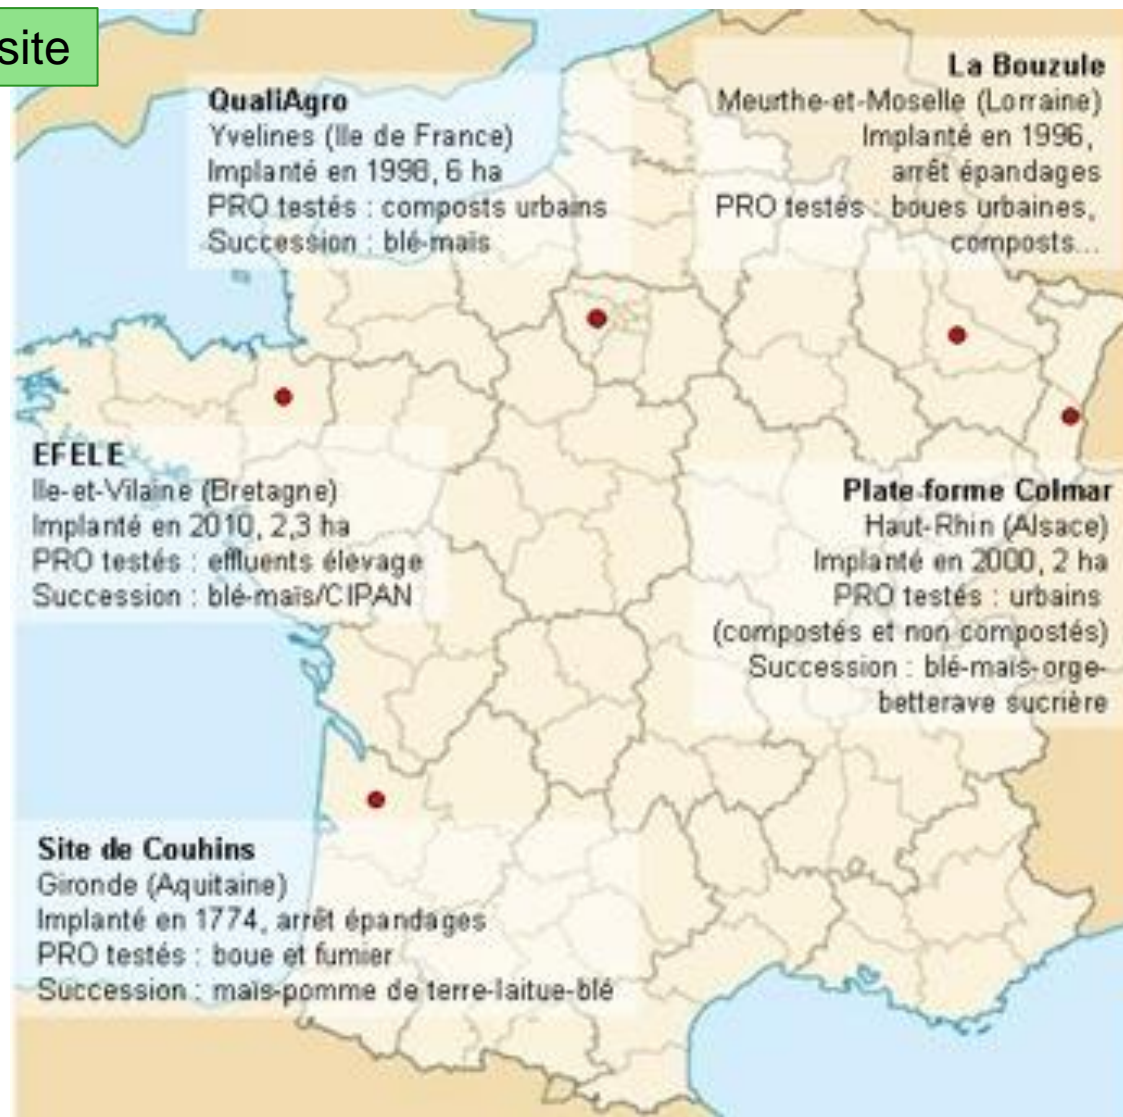 site
QualiAgro
Yvelines (Ile de France)
Implanté en 1998, 6 ha
PRO testés : composts urbains
Succession : blé-maïs
La Bouzule
Meurthe-et-Moselle (Lorraine)
Implanté en 1996,
arrêt épandages
PRO testés : boues urbaines,
composts...
EFELE
Ile-et-Vilaine (Bretagne)
Implanté en 2010, 2,3 ha
PRO testés : effluents élevage
Succession : blé-maïs/CIPAN
Plate-forme Colmar
Haut-Rhin (Alsace)
Implanté en 2000, 2 ha
PRO testés : urbains
(compostés et non compostés)
Succession : blé-maïs-orge-
betterave sucrière
Site de Couhins
Gironde (Aquitaine)
Implanté en 1774, arrêt épandages
PRO testés : boue et fumier
Succession : maïs-pomme de terre-laitue-blé